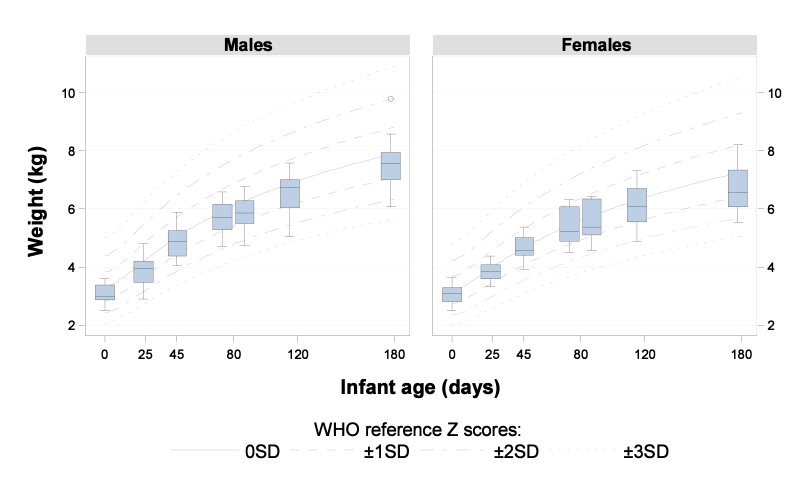 Males Females
10 10
8 8
6 6
4 4
2 2
Weight (kg)
0 25 45 80 120 180 0 25 45 80 120 180
Infant age (days)
WHO reference Z scores:
0SD ±1SD ±2SD ±3SD